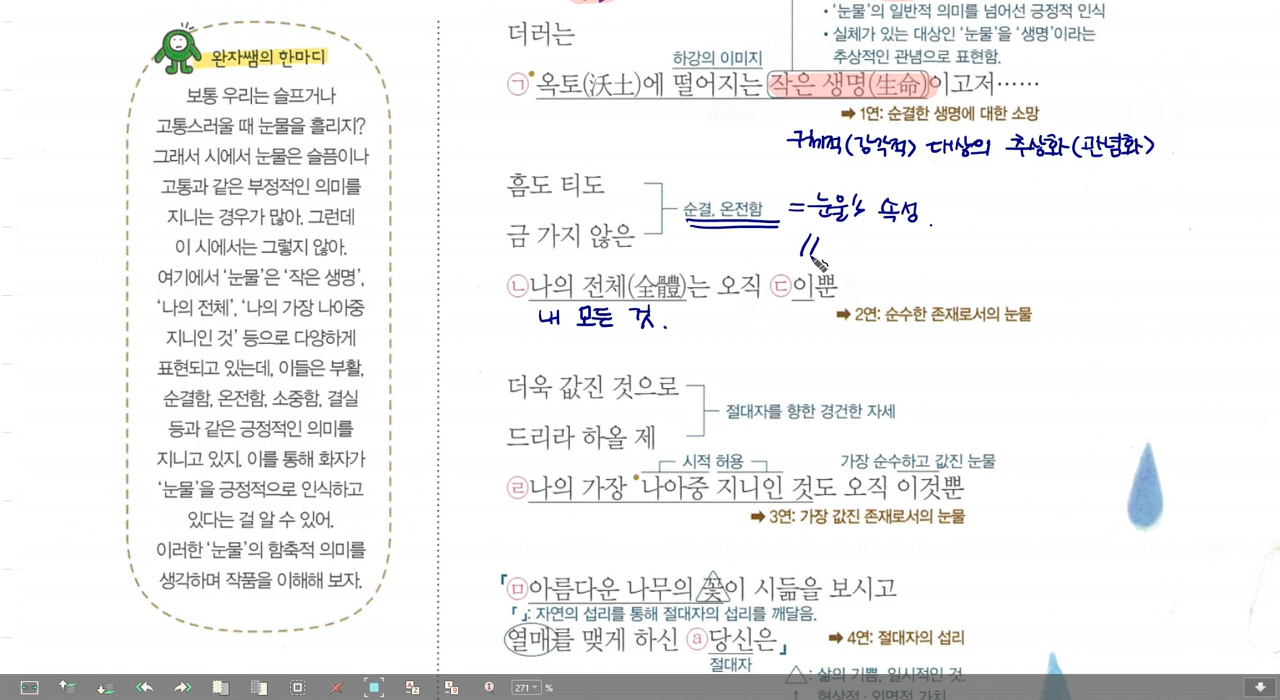 완자쌤의 한마디
보통 우리는 슬프거나
고통스러울 때 눈물을 흘리지?
그래서 시에서 눈물은 슬픔이나
고통과 같은 부정적인 의미를
지니는 경우가 많아. 그런데
이 시에서는 그렇지 않아.
여기에서 ‘눈물’은 ‘작은 생명’,
‘나의 전체’, ‘나의 가장 나아중
지니인 것’ 등으로 다양하게
표현되고 있는데, 이들은 부활,
순결함, 온전함, 소중함, 결실
등과 같은 긍정적인 의미를
지니고 있지. 이를 통해 화자가
‘눈물’을 긍정적으로 인식하고
있다는 걸 알 수 있어.
이러한 ‘눈물’의 함축적 의미를
생각하며 작품을 이해해 보자.
• ‘눈물’의 일반적 의미를 넘어선 긍정적 인식
• 실체가 있는 대상인 ‘눈물’을 ‘생명’이라는
추상적인 관념으로 표현함.
더러는
하강의 이미지
㉠ 옥토(沃土)에 떨어지는 작은 생명(生命)이고저……
➡ 1연: 순결한 생명에 대한 소망
구체적(감각적) 대상의 추상화(관념화)
흠도 티도
순결, 온전함 = 눈물's 속성.
금 가지 않은
㉡나의 전체(全體)는 오직 ㉢이뿐
내 모든 것.
➡ 2연: 순수한 존재로서의 눈물
더욱 값진 것으로
절대자를 향한 경건한 자세
드리라 하올 제
시적 허용 가장 순수하고 값진 눈물
㉣나의 가장 나아중 지니인 것도 오직 이것뿐
➡ 3연: 가장 값진 존재로서의 눈물
「㉤아름다운 나무의 꽃이 시듦을 보시고
「 」: 자연의 섭리를 통해 절대자의 섭리를 깨달음.
열매를 맺게 하신 ⓐ당신은」 ➡ 4연: 절대자의 섭리
절대자
△: 삶의 기쁨, 일시적인 것,
현상적·외면적 가치
271 %